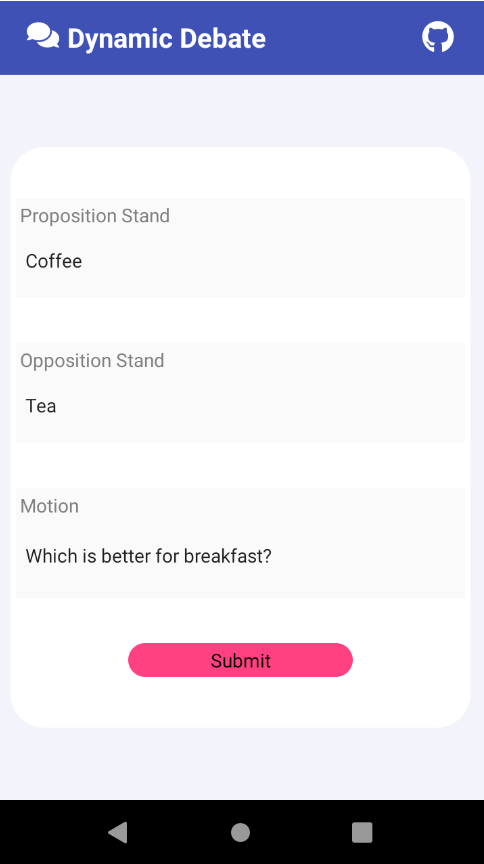 Dynamic Debate
Proposition Stand
Coffee
Opposition Stand
Tea
Motion
Which is better for breakfast?
Submit